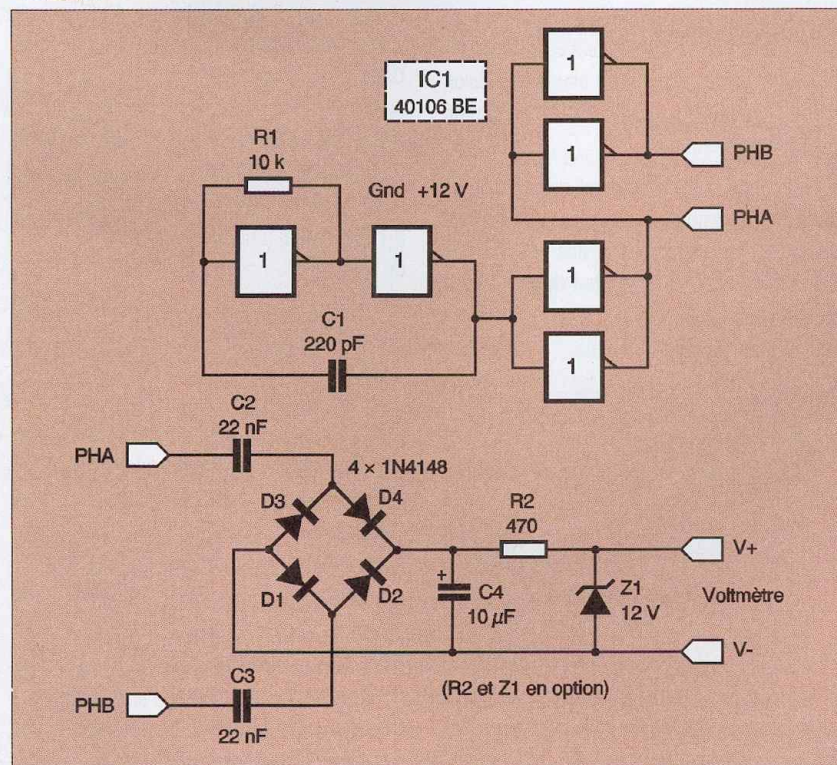 IC1
40106 BE
1
1
PHB
PHA
R1
10 k
Gnd +12 V
1
1
1
1
C1
220 pF
C2
22 nF
PHA
4 × 1N4148
D3
D4
R2
470
V+
D1
D2
+
C4
10 µF
Z1
12 V
Voltmètre
V-
C3
22 nF
PHB
(R2 et Z1 en option)